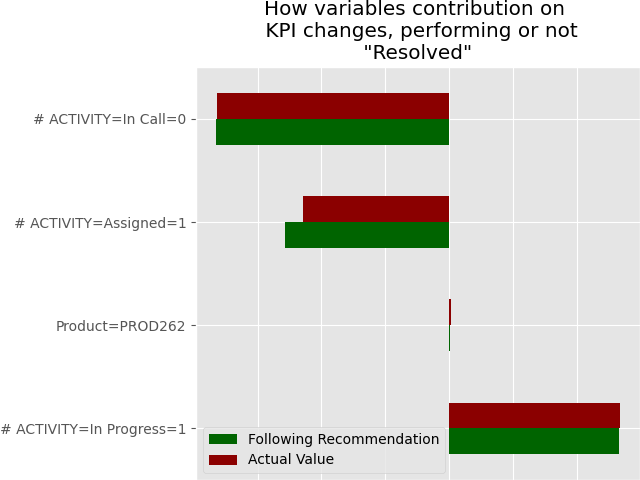 How variables contribution on
KPI changes, performing or not
"Resolved"
# ACTIVITY=In Call=0
# ACTIVITY=Assigned=1
Product=PROD262
# ACTIVITY=In Progress=1
Following Recommendation
Actual Value